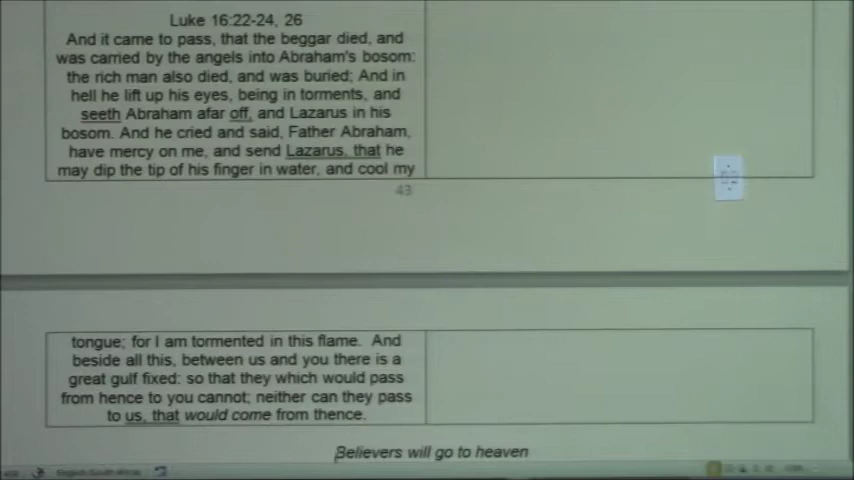 Luke 16:22-24, 26
And it came to pass, that the beggar died, and
was carried by the angels into Abraham's bosom:
the rich man also died, and was buried; And in
hell he lift up his eyes, being in torments, and
seeth Abraham afar off, and Lazarus in his
bosom. And he cried and said, Father Abraham,
have mercy on me, and send Lazarus, that he
may dip the tip of his finger in water, and cool my
43
tongue; for I am tormented in this flame. And
beside all this, between us and you there is a
great gulf fixed: so that they which would pass
from hence to you cannot; neither can they pass
to us, that would come from thence.
Believers will go to heaven
English (South Africa)